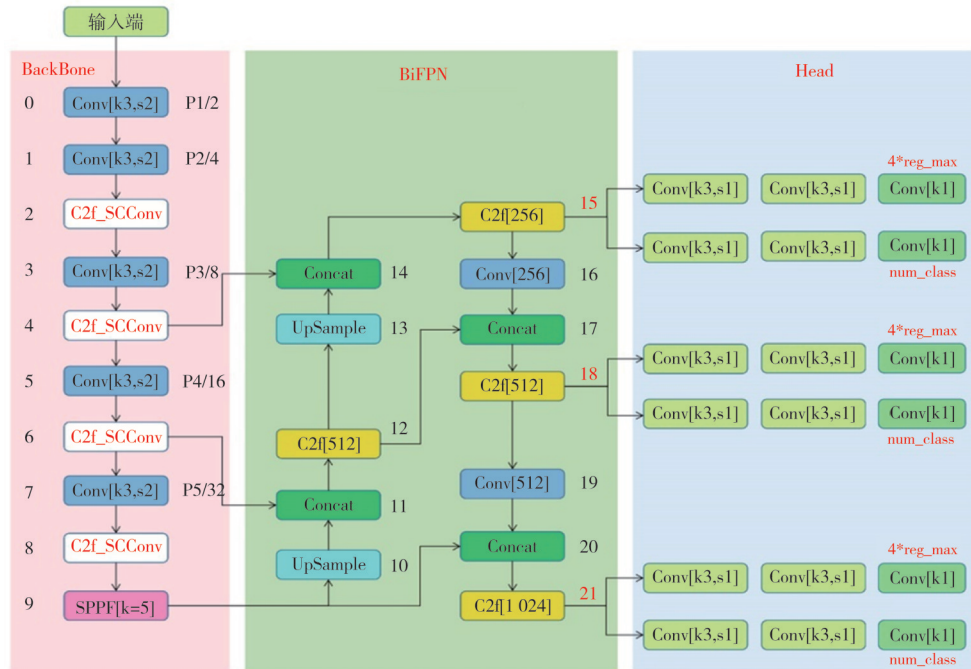 输入端
BackBone
BiFPN
Head
0
Conv[k3,s2]
P1/2
1
Conv[k3,s2]
P2/4
2
C2f_SCConv
3
Conv[k3,s2]
P3/8
4
C2f_SCConv
5
Conv[k3,s2]
P4/16
6
C2f_SCConv
7
Conv[k3,s2]
P5/32
8
C2f_SCConv
9
SPPF[k=5]
Concat
14
UpSample
13
C2f[512]
12
Concat
11
UpSample
10
C2f[256]
15
Conv[256]
16
Concat
17
C2f[512]
18
Conv[512]
19
Concat
20
C2f[1 024]
21
4*reg_max
Conv[k3,s1]
Conv[k3,s1]
Conv[k1]
Conv[k3,s1]
Conv[k3,s1]
Conv[k1]
num_class
4*reg_max
Conv[k3,s1]
Conv[k3,s1]
Conv[k1]
Conv[k3,s1]
Conv[k3,s1]
Conv[k1]
num_class
4*reg_max
Conv[k3,s1]
Conv[k3,s1]
Conv[k1]
Conv[k3,s1]
Conv[k3,s1]
Conv[k1]
num_class